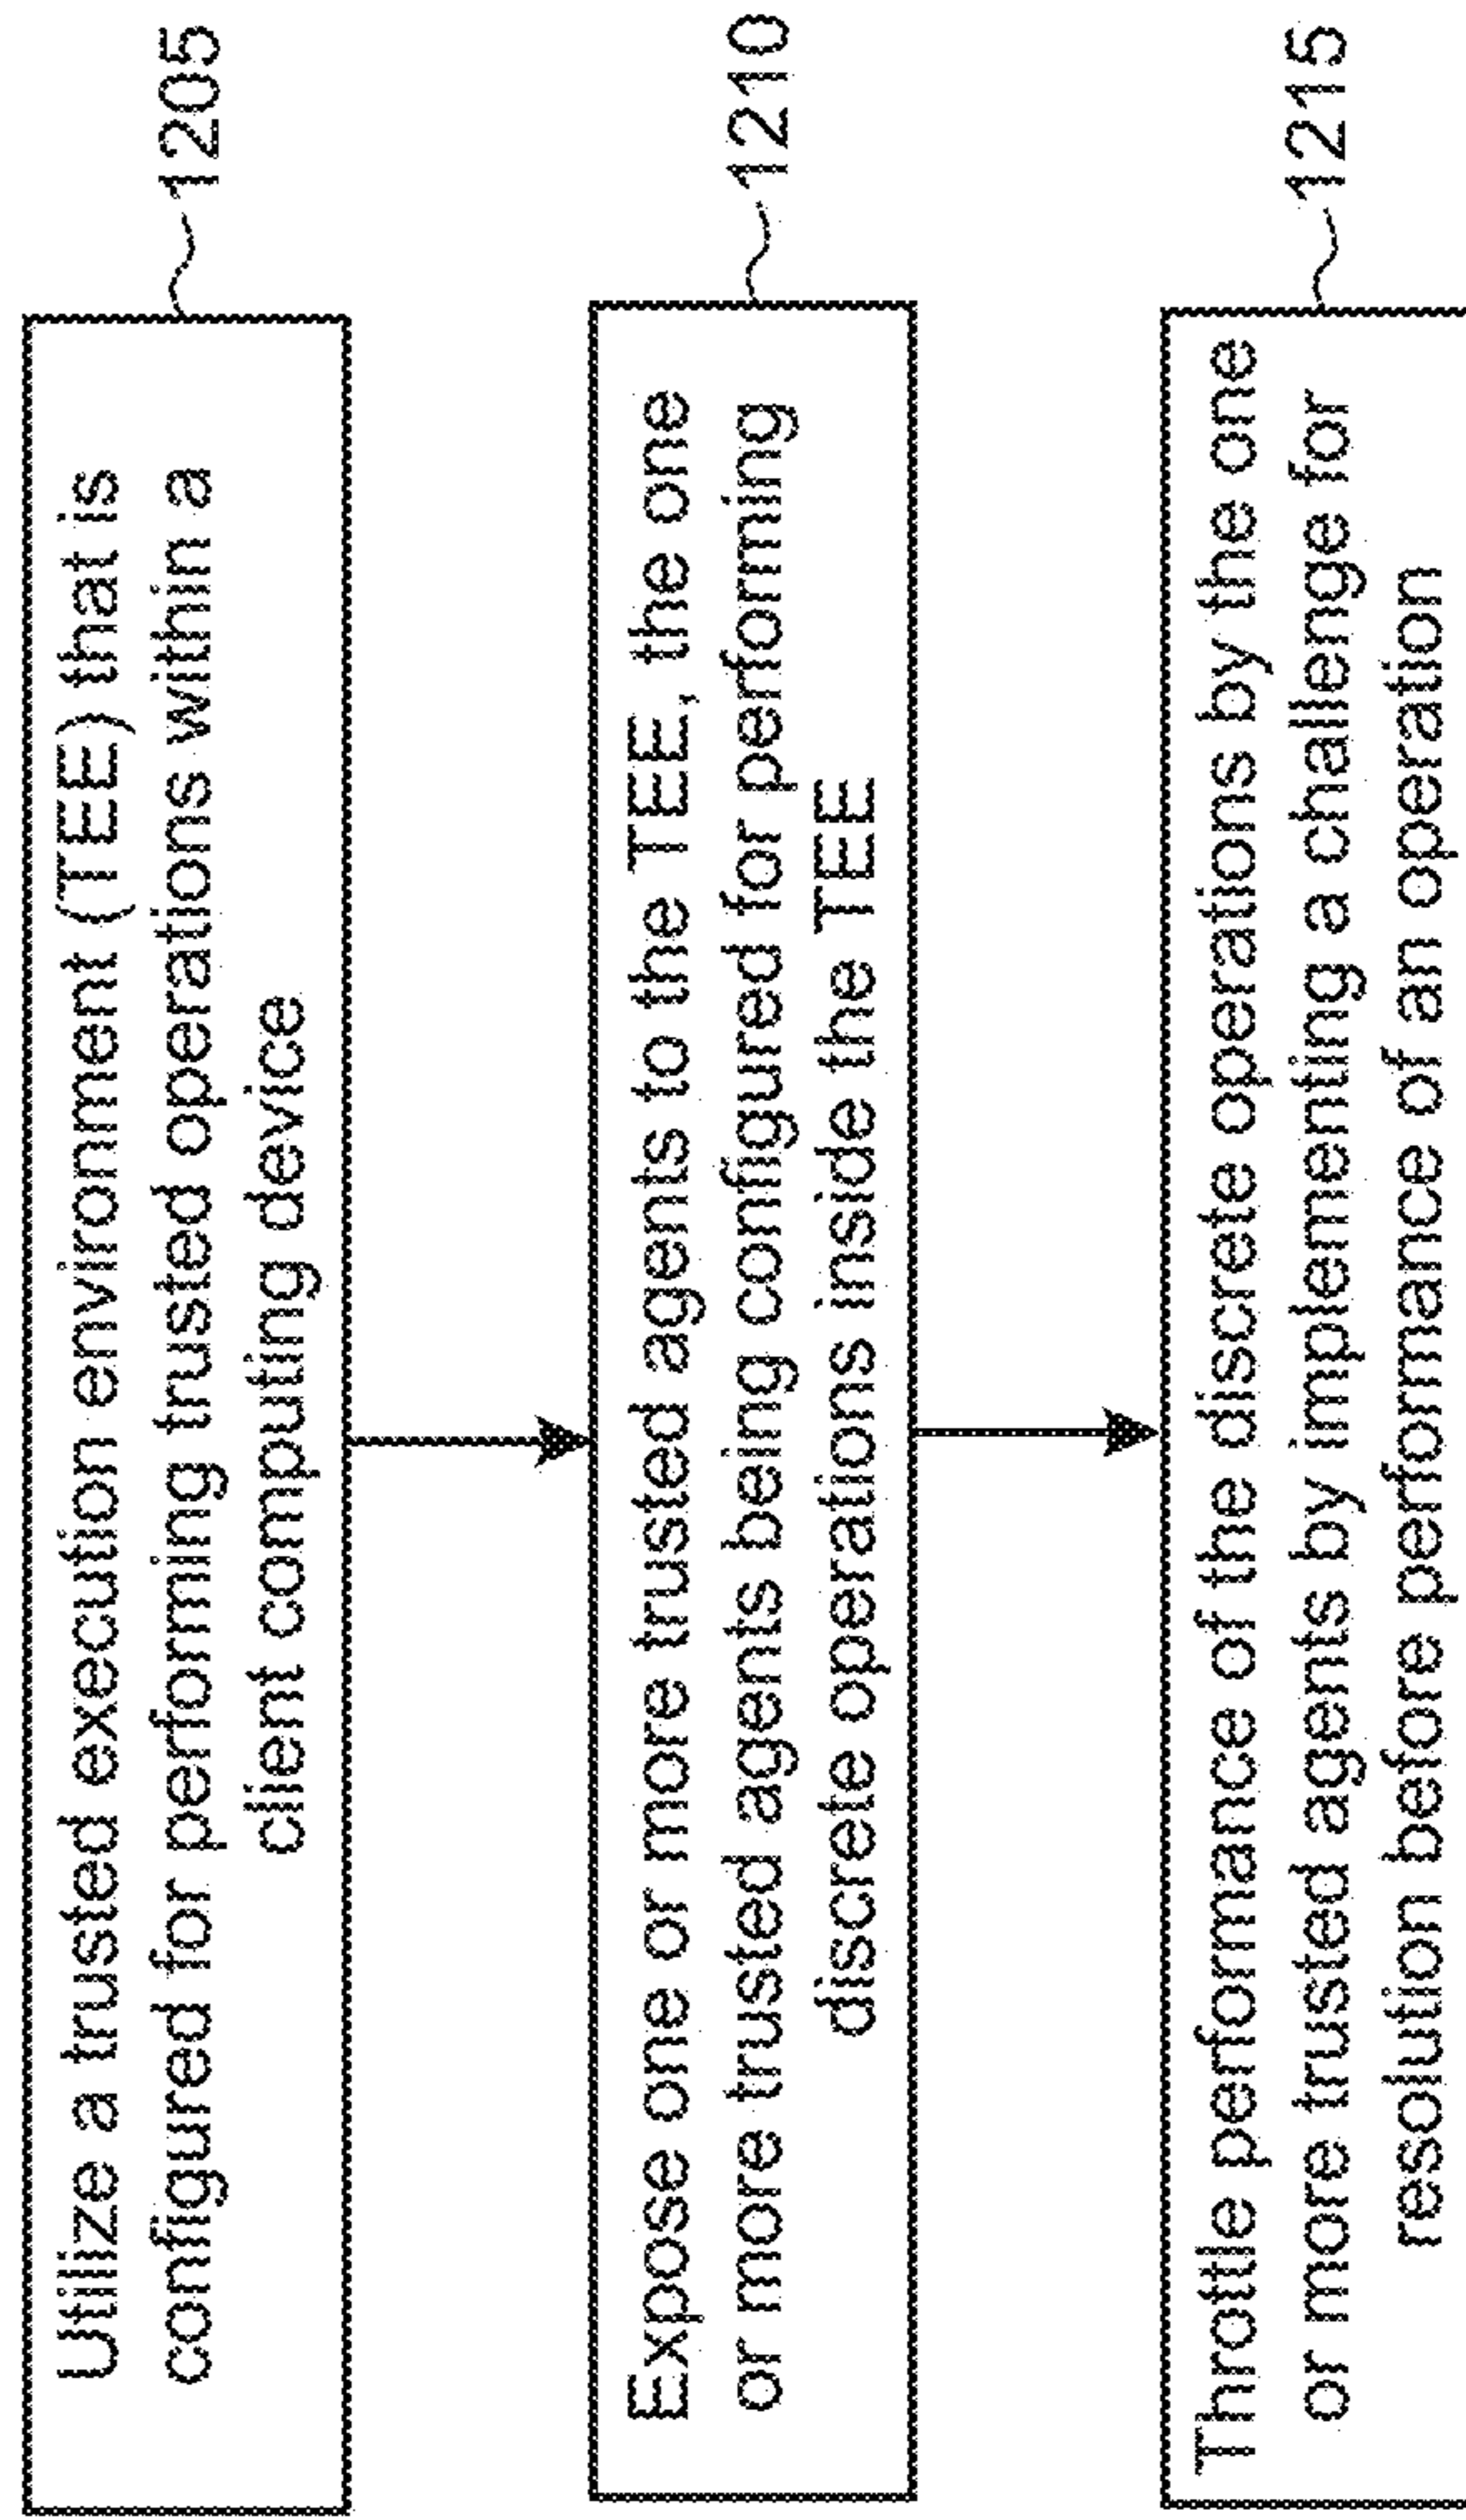 Utilize a trusted execution environment (TEE) that is
configured for performing trusted operations within a
client computing device
1205
Expose one or more trusted agents to the TEE, the one
or more trusted agents being configured for performing
discrete operations inside the TEE
1210
Throttle performance of the discrete operations by the one
or more trusted agents by implementing a challenge for
resolution before performance of an operation
1215